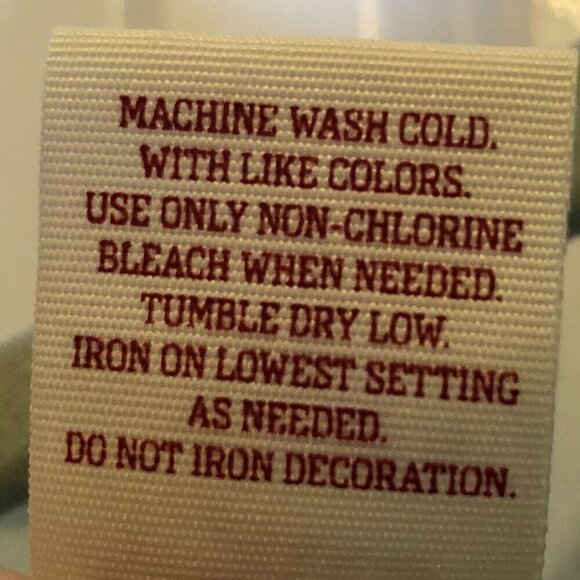 MACHINE WASH COLD.
WITH LIKE COLORS.
USE ONLY NON-CHLORINE
BLEACH WHEN NEEDED.
TUMBLE DRY LOW.
IRON ON LOWEST SETTING
AS NEEDED.
DO NOT IRON DECORATION.